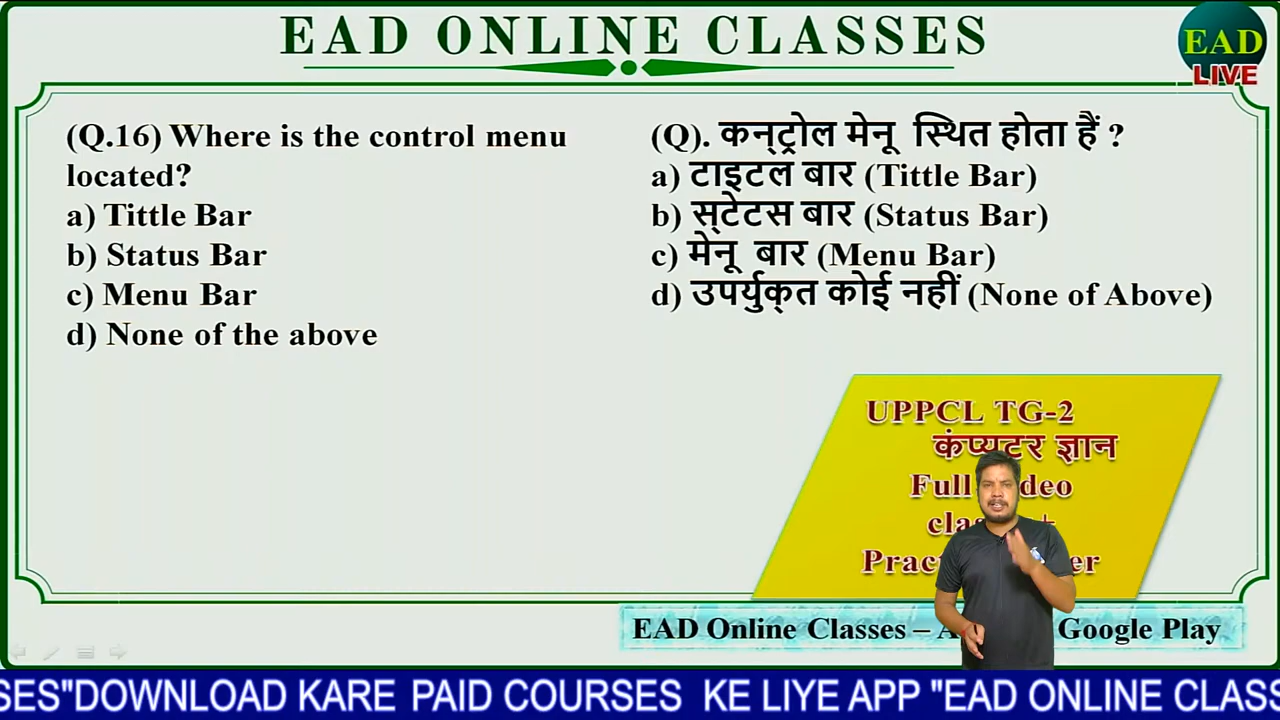 EAD ONLINE CLASSES
EAD
LIVE
(Q.16) Where is the control menu
located?
a) Tittle Bar
b) Status Bar
c) Menu Bar
d) None of the above
(Q). कन्ट्रोल मेनू स्थित होता हैं ?
a) टाइटल बार (Tittle Bar)
b) स्टेटस बार (Status Bar)
c) मेनू बार (Menu Bar)
d) उपर्युक्त कोई नहीं (None of Above)
UPPCL TG-2
कंप्यूटर ज्ञान
Full
EAD Online Classes – Google Play
SES"DOWNLOAD KARE PAID COURSES KE LIYE APP "EAD ONLINE CLASS